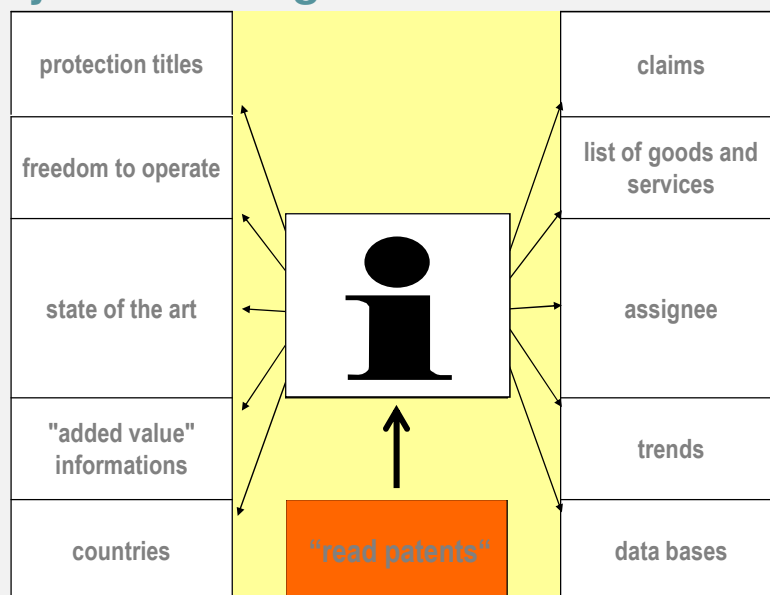 protection titles
freedom to operate
state of the art
"added value"
informations
countries
i
“read patents“
claims
list of goods and
services
assignee
trends
data bases